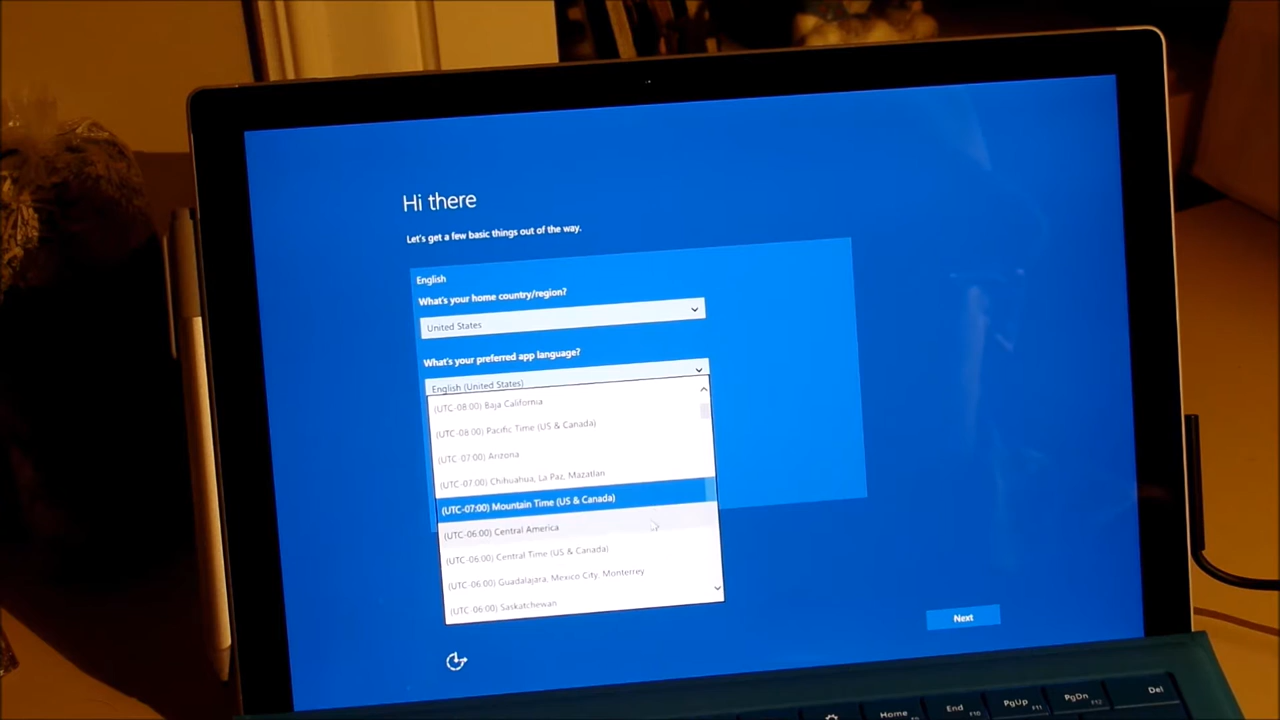 Hi there
Let's get a few basic things out of the way.
English
What's your home country/region?
United States
What's your preferred app language?
English (United States)
(UTC-08:00) Baja California
(UTC-08:00) Pacific Time (US & Canada)
(UTC-07:00) Arizona
(UTC-07:00) Chihuahua, La Paz, Mazatlan
(UTC-07:00) Mountain Time (US & Canada)
(UTC-06:00) Central America
(UTC-06:00) Central Time (US & Canada)
(UTC-06:00) Guadalajara, Mexico City, Monterrey
(UTC-06:00) Saskatchewan
Next
Home End F10 PgUp F11 PgDn F12 Del